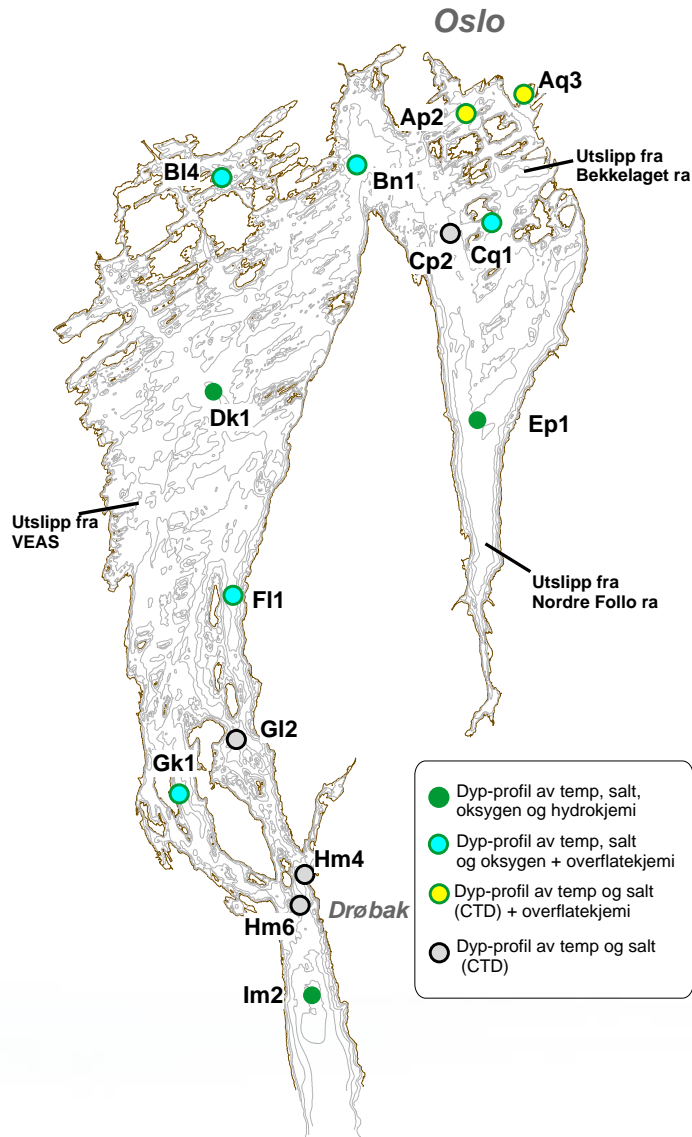 Oslo
Aq3
Ap2
Utslipp fra
Bekkelaget ra
Bl4
Bn1
Cp2
Cq1
Dk1
Ep1
Utslipp fra
VEAS
Utslipp fra
Nordre Follo ra
Fl1
Gl2
Gk1
Hm4
Drøbak
Hm6
Im2
Dyp-profil av temp, salt,
oksygen og hydrokjemi
Dyp-profil av temp, salt
og oksygen + overflatekjemi
Dyp-profil av temp og salt
(CTD) + overflatekjemi
Dyp-profil av temp og salt
(CTD)